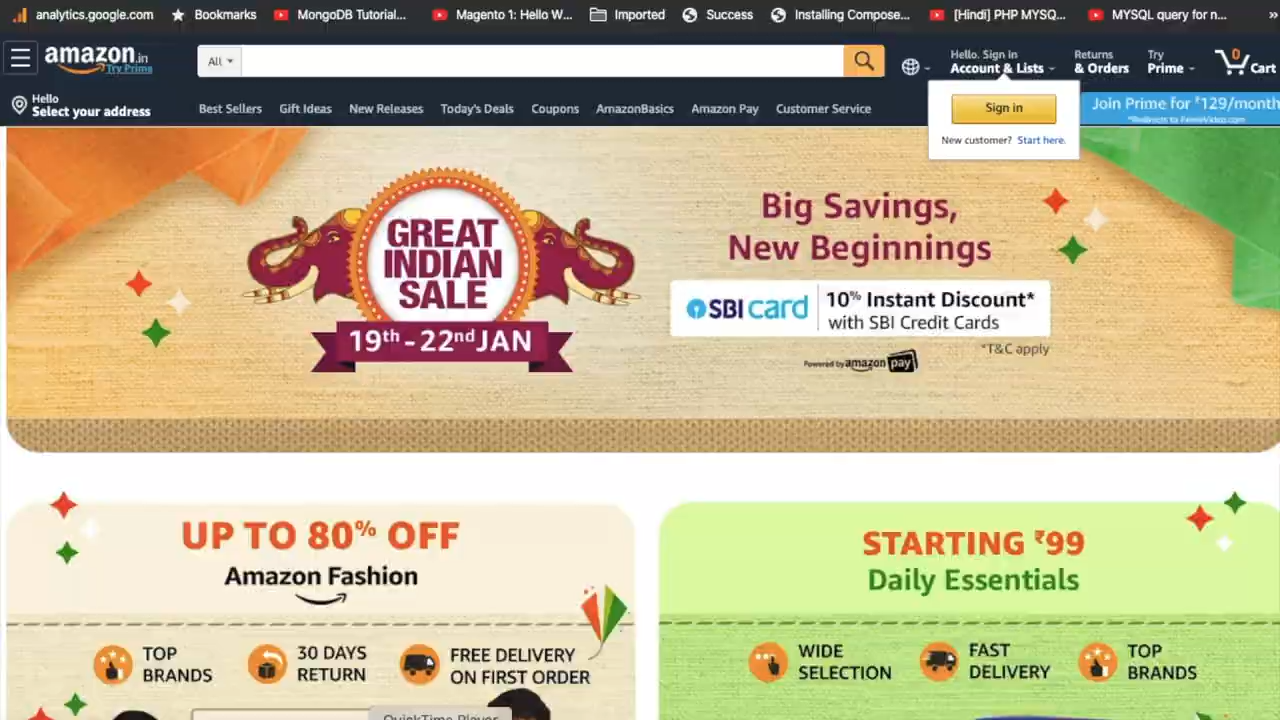 analytics.google.com Bookmarks MongoDB Tutorial... Magento 1: Hello W... Imported Success Installing Compose... [Hindi] PHP MYSQ... MYSQL query for n... »
amazon.in
Try Prime
All
Hello. Sign in
Account & Lists
Returns
& Orders
Try
Prime
0
Cart
Hello
Select your address
Best Sellers Gift Ideas New Releases Today's Deals Coupons AmazonBasics Amazon Pay Customer Service
Sign in
New customer? Start here.
Join Prime for ₹129/month
*Redirects to PrimeVideo.com
GREAT
INDIAN
SALE
19th - 22nd JAN
Big Savings,
New Beginnings
SBI card
10% Instant Discount*
with SBI Credit Cards
*T&C apply
Powered by amazon pay
UP TO 80% OFF
Amazon Fashion
TOP
BRANDS
30 DAYS
RETURN
FREE DELIVERY
ON FIRST ORDER
STARTING ₹99
Daily Essentials
WIDE
SELECTION
FAST
DELIVERY
TOP
BRANDS
QuickTime Player